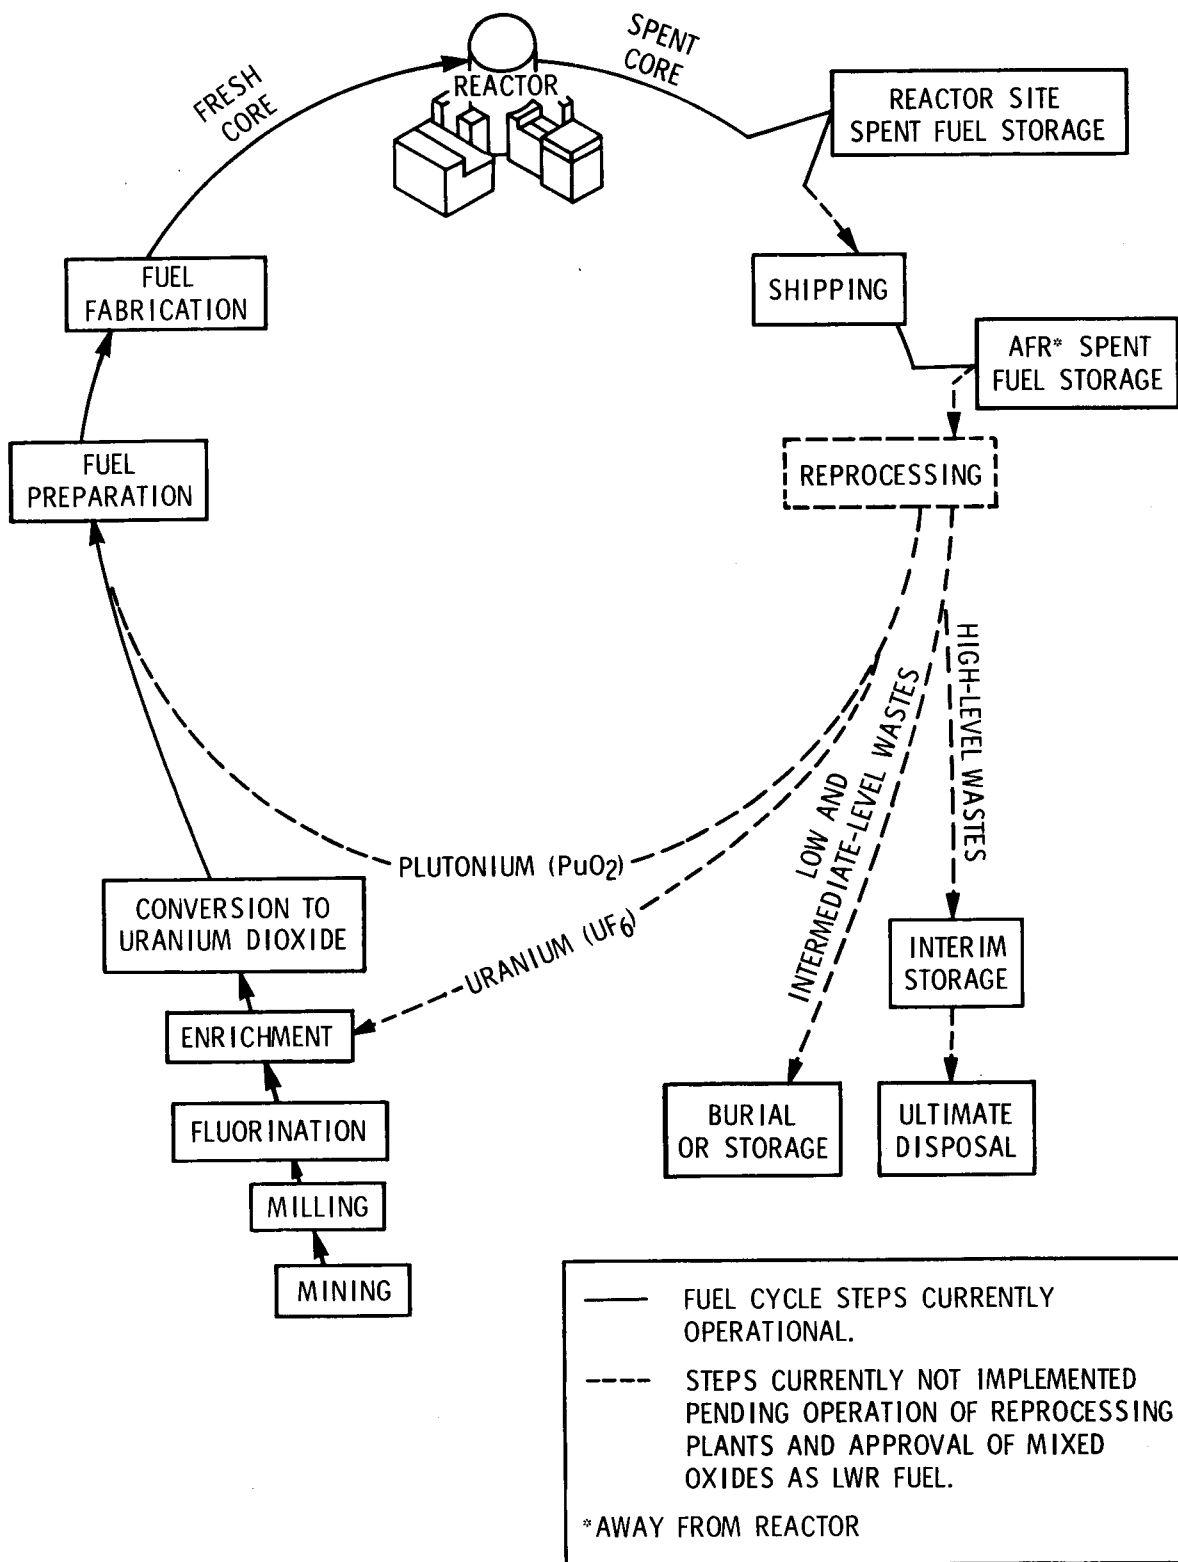 SPENT
CORE
FRESH
CORE
REACTOR
REACTOR SITE
SPENT FUEL STORAGE
FUEL
FABRICATION
SHIPPING
AFR* SPENT
FUEL STORAGE
FUEL
PREPARATION
REPROCESSING
HIGH-LEVEL WASTES
LOW AND
INTERMEDIATE-LEVEL WASTES
PLUTONIUM (PuO2)
URANIUM (UF6)
CONVERSION TO
URANIUM DIOXIDE
INTERIM
STORAGE
ENRICHMENT
FLUORINATION
BURIAL
OR STORAGE
ULTIMATE
DISPOSAL
MILLING
MINING
FUEL CYCLE STEPS CURRENTLY
OPERATIONAL.
STEPS CURRENTLY NOT IMPLEMENTED
PENDING OPERATION OF REPROCESSING
PLANTS AND APPROVAL OF MIXED
OXIDES AS LWR FUEL.
*AWAY FROM REACTOR